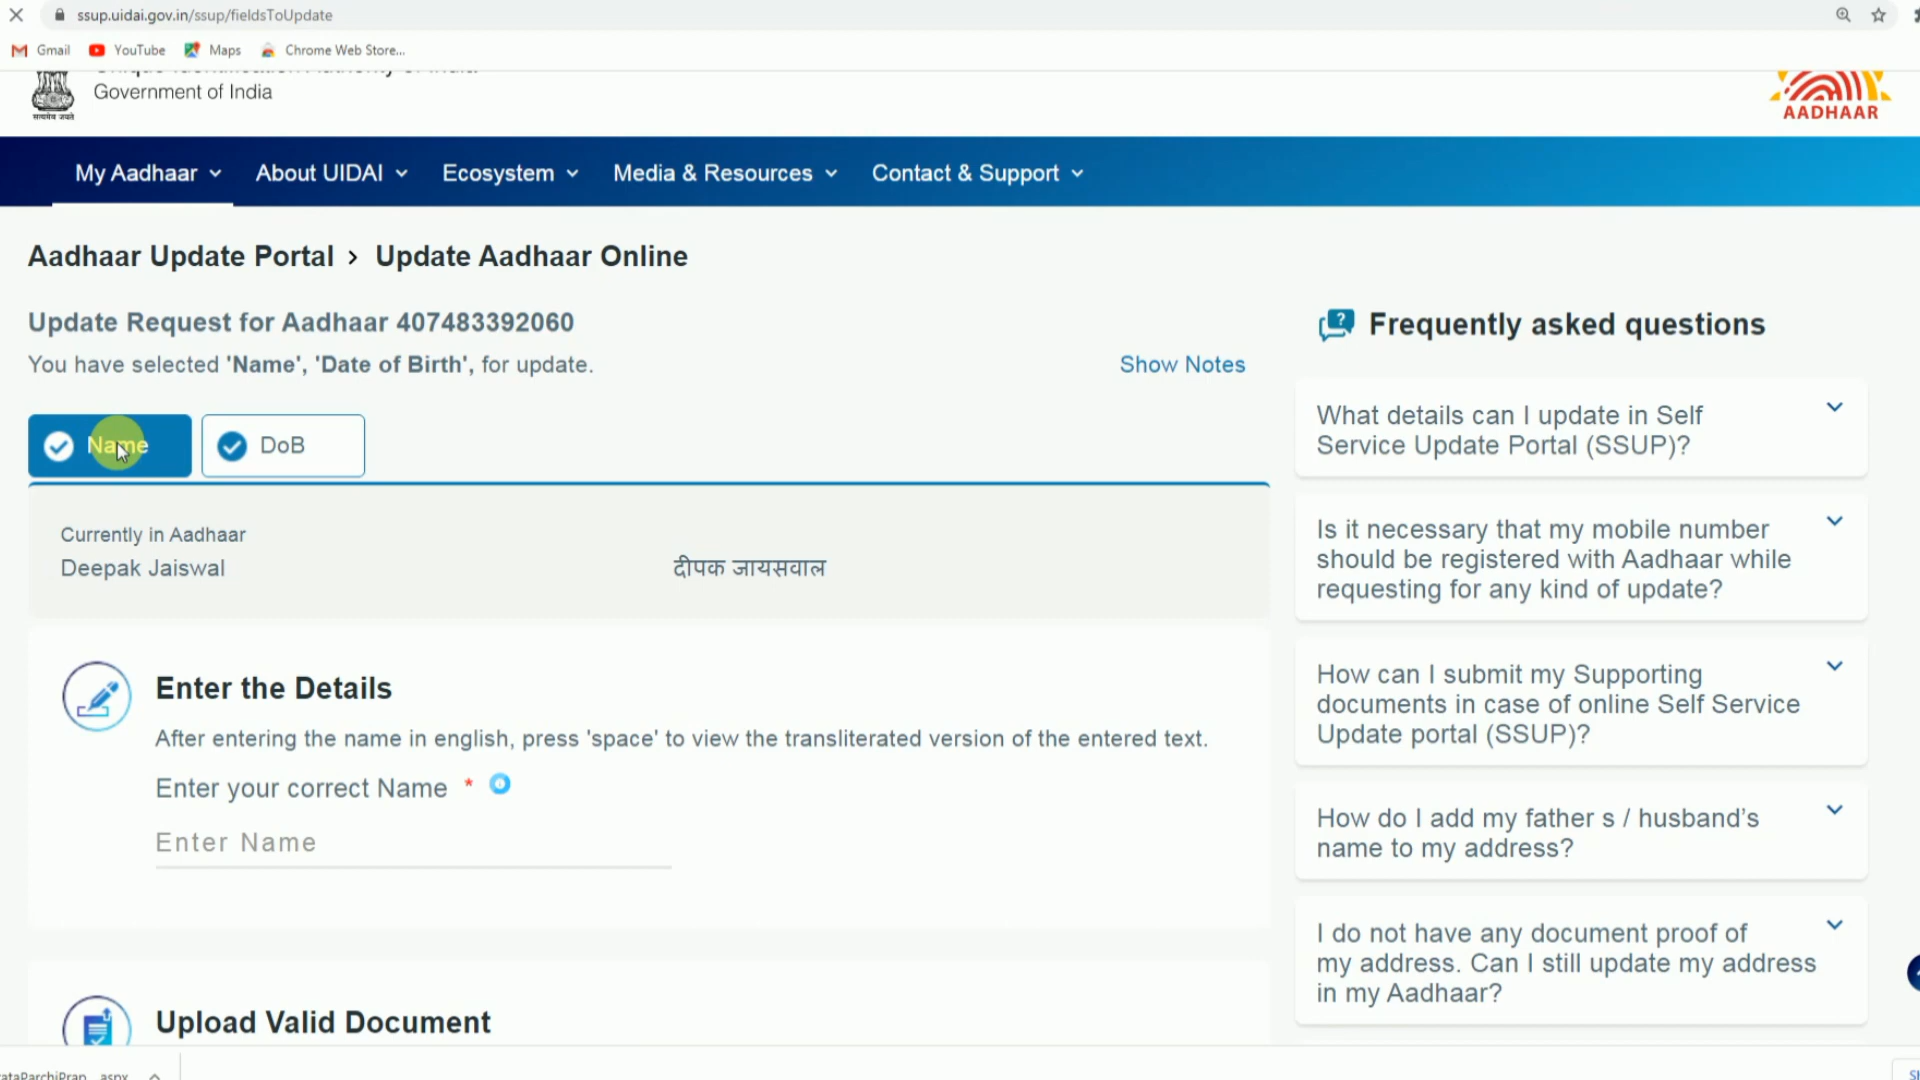 ssup.uidai.gov.in/ssup/fieldsToUpdate
Gmail YouTube Maps Chrome Web Store...
Government of India
सत्यमेव जयते
AADHAAR
My Aadhaar About UIDAI Ecosystem Media & Resources Contact & Support
Aadhaar Update Portal > Update Aadhaar Online
Update Request for Aadhaar 407483392060
You have selected 'Name', 'Date of Birth', for update.
Show Notes
Name DoB
Currently in Aadhaar
Deepak Jaiswal दीपक जायसवाल
Enter the Details
After entering the name in english, press 'space' to view the transliterated version of the entered text.
Enter your correct Name *
Enter Name
Upload Valid Document
Frequently asked questions
What details can I update in Self
Service Update Portal (SSUP)?
Is it necessary that my mobile number
should be registered with Aadhaar while
requesting for any kind of update?
How can I submit my Supporting
documents in case of online Self Service
Update portal (SSUP)?
How do I add my father s / husband’s
name to my address?
I do not have any document proof of
my address. Can I still update my address
in my Aadhaar?